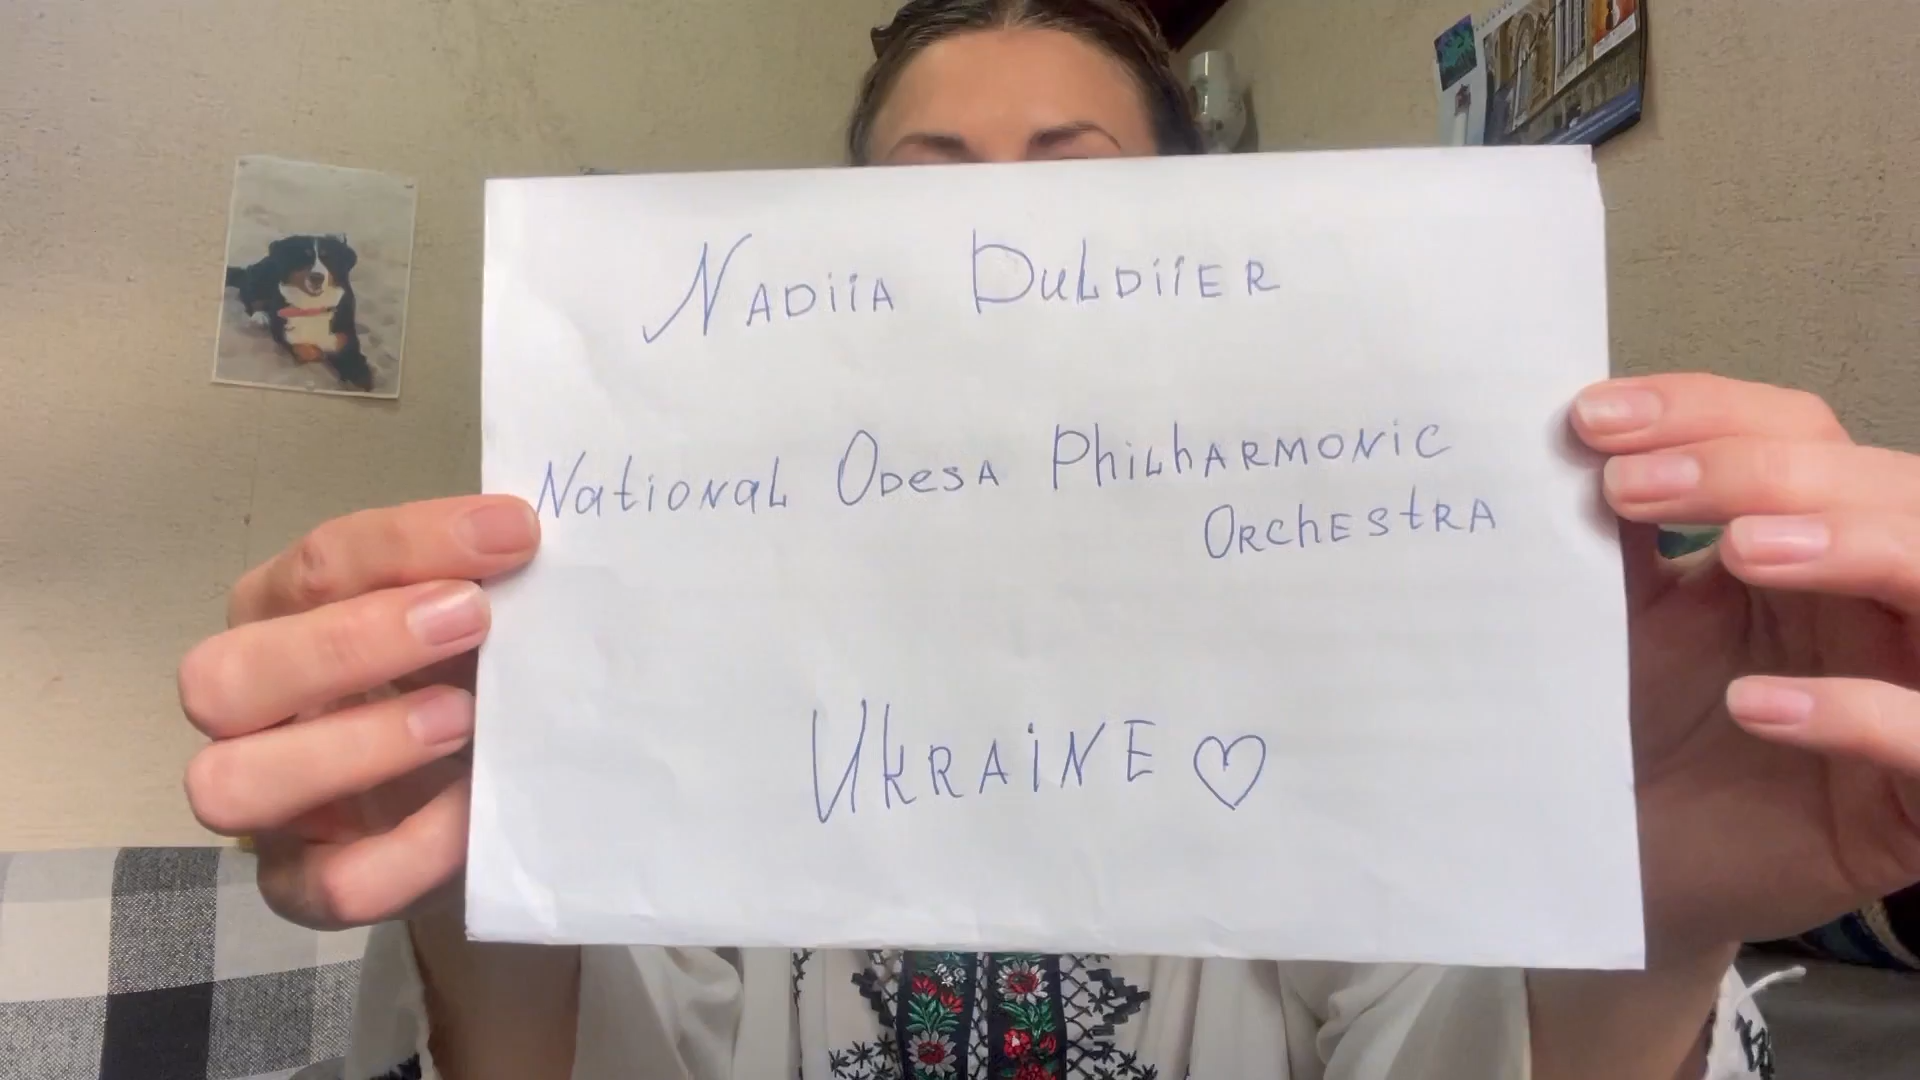 Nadiia Duldiier
National Odesa Philharmonic
Orchestra
Ukraine ♡